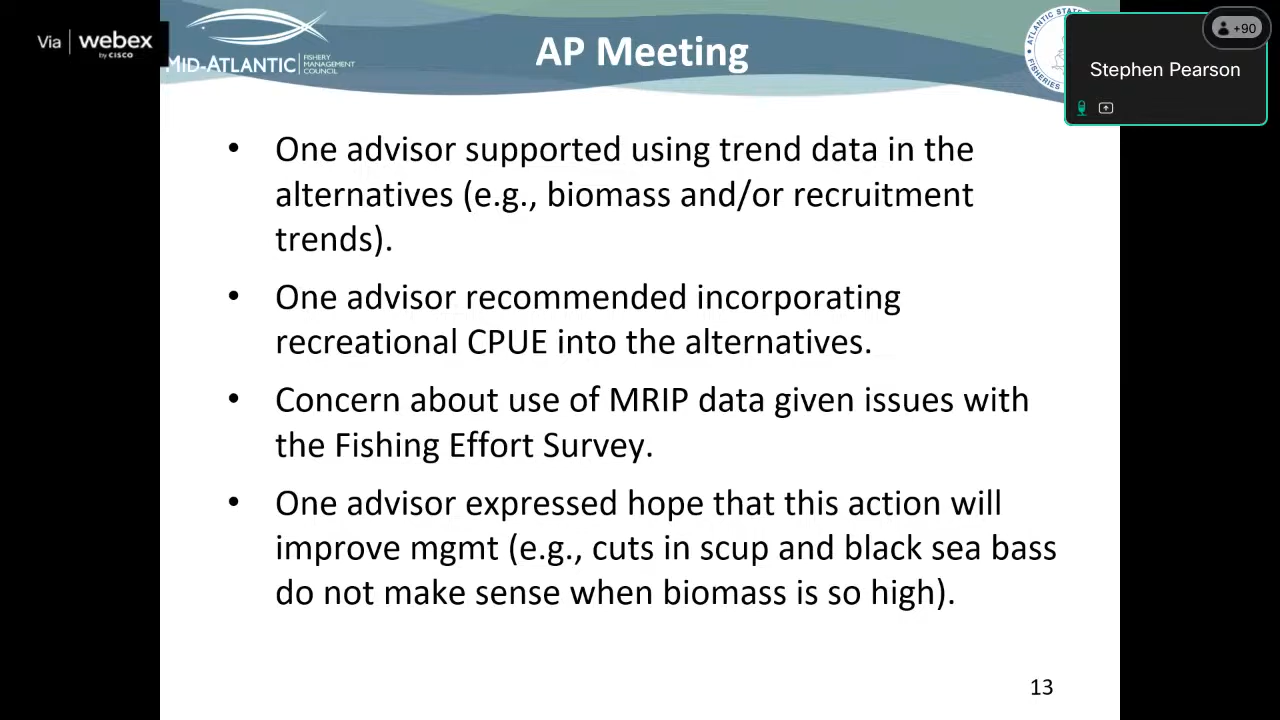 Via | webex
by CISCO
MID-ATLANTIC | FISHERY MANAGEMENT COUNCIL
AP Meeting
ATLANTIC STATE
FISHERIES
+90
Stephen Pearson
• One advisor supported using trend data in the
alternatives (e.g., biomass and/or recruitment
trends).
• One advisor recommended incorporating
recreational CPUE into the alternatives.
• Concern about use of MRIP data given issues with
the Fishing Effort Survey.
• One advisor expressed hope that this action will
improve mgmt (e.g., cuts in scup and black sea bass
do not make sense when biomass is so high).
13